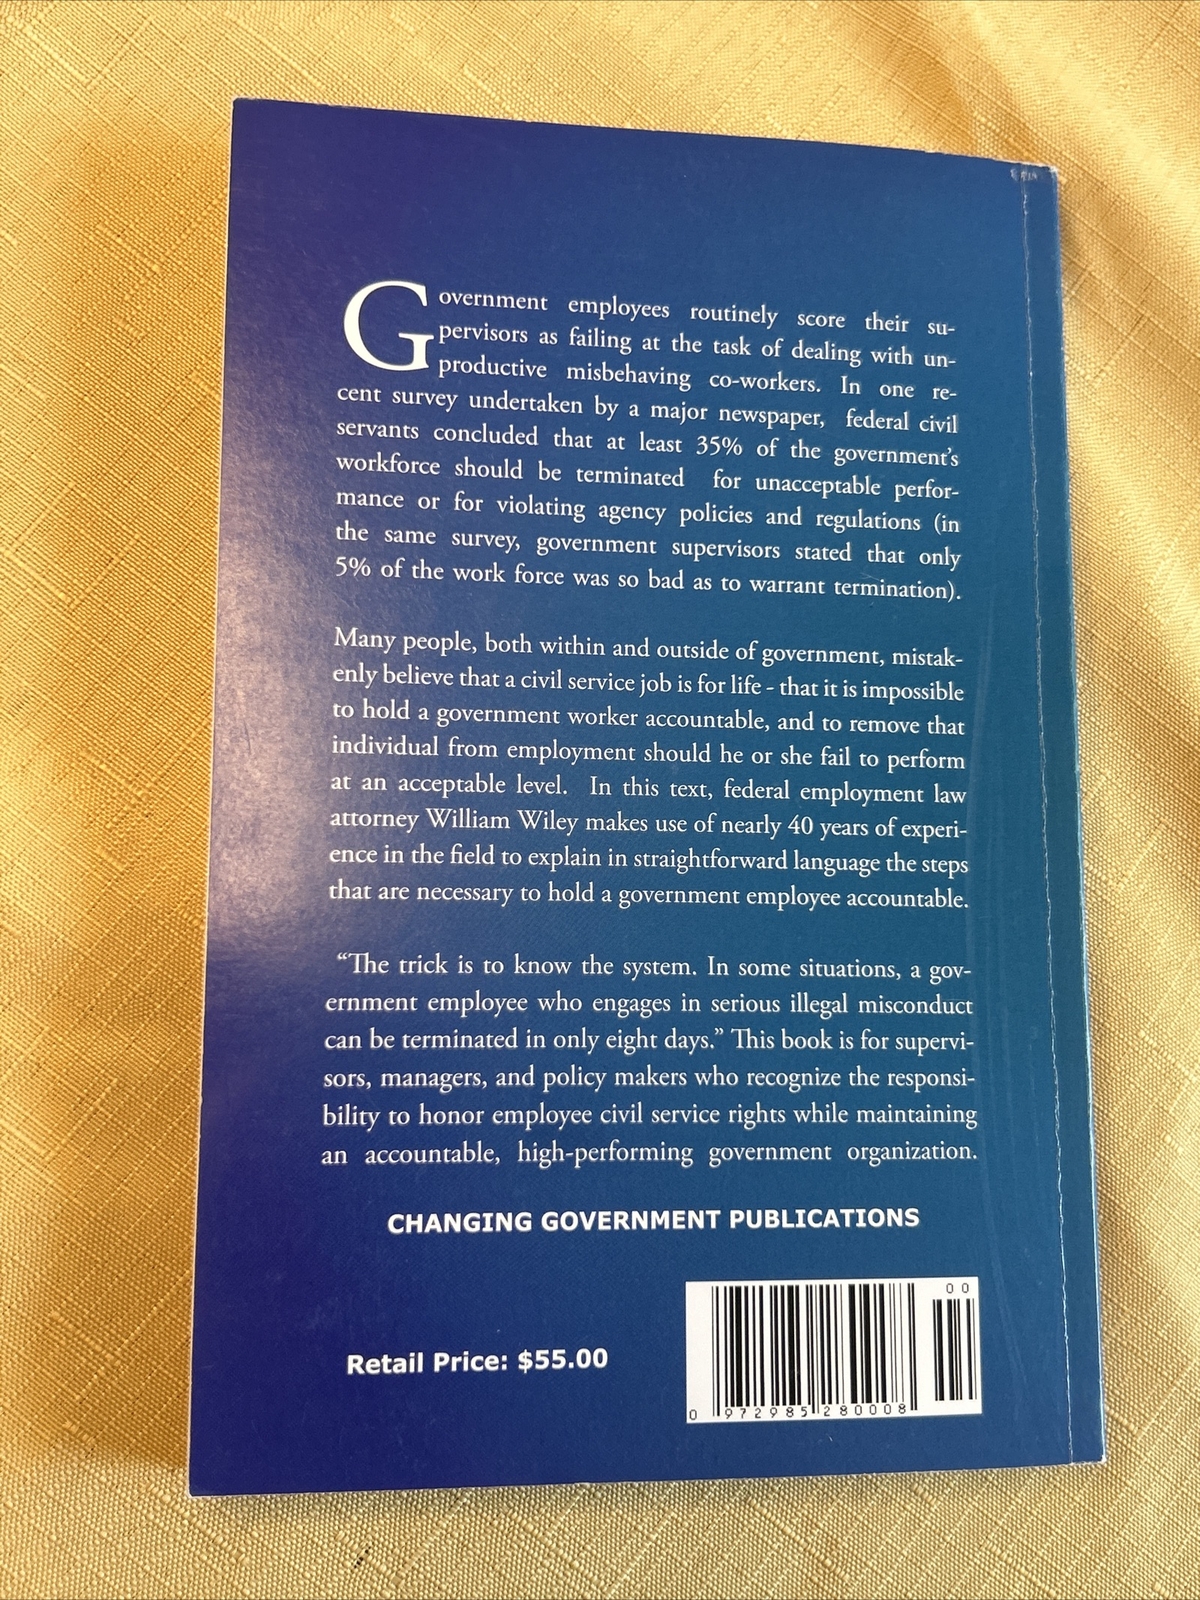 Government employees routinely score their su-
pervisors as failing at the task of dealing with un-
productive misbehaving co-workers. In one re-
cent survey undertaken by a major newspaper, federal civil
servants concluded that at least 35% of the government's
workforce should be terminated for unacceptable perfor-
mance or for violating agency policies and regulations (in
the same survey, government supervisors stated that only
5% of the work force was so bad as to warrant termination).
Many people, both within and outside of government, mistak-
enly believe that a civil service job is for life - that it is impossible
to hold a government worker accountable, and to remove that
individual from employment should he or she fail to perform
at an acceptable level. In this text, federal employment law
attorney William Wiley makes use of nearly 40 years of experi-
ence in the field to explain in straightforward language the steps
that are necessary to hold a government employee accountable.
“The trick is to know the system. In some situations, a gov-
ernment employee who engages in serious illegal misconduct
can be terminated in only eight days.” This book is for supervi-
sors, managers, and policy makers who recognize the responsi-
bility to honor employee civil service rights while maintaining
an accountable, high-performing government organization.
CHANGING GOVERNMENT PUBLICATIONS
Retail Price: $55.00
00
0 972985 280008